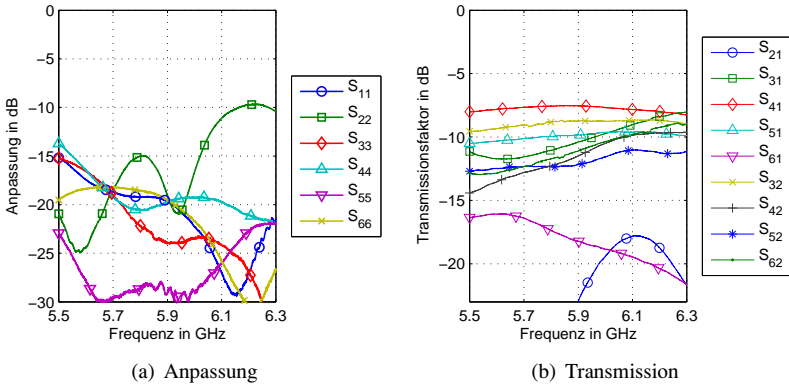 0
−5
−10
−15
−20
−25
−30
5.5
5.7
5.9
6.1
6.3
Frequenz in GHz
Anpassung in dB
S11
S22
S33
S44
S55
S66
(a) Anpassung
0
−5
−10
−15
−20
5.5
5.7
5.9
6.1
6.3
Frequenz in GHz
Transmissionsfaktor in dB
S21
S31
S41
S51
S61
S32
S42
S52
S62
(b) Transmission